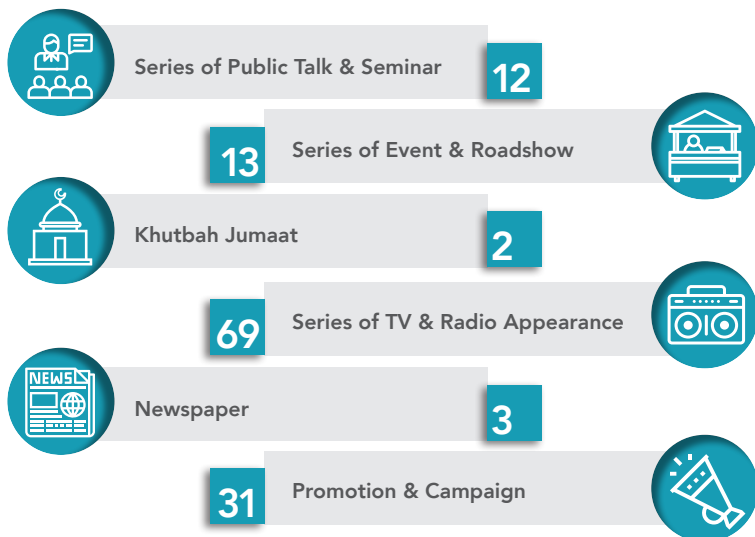 Series of Public Talk & Seminar
12
13
Series of Event & Roadshow
Khutbah Jumaat
2
69
Series of TV & Radio Appearance
NEWS
Newspaper
3
31
Promotion & Campaign